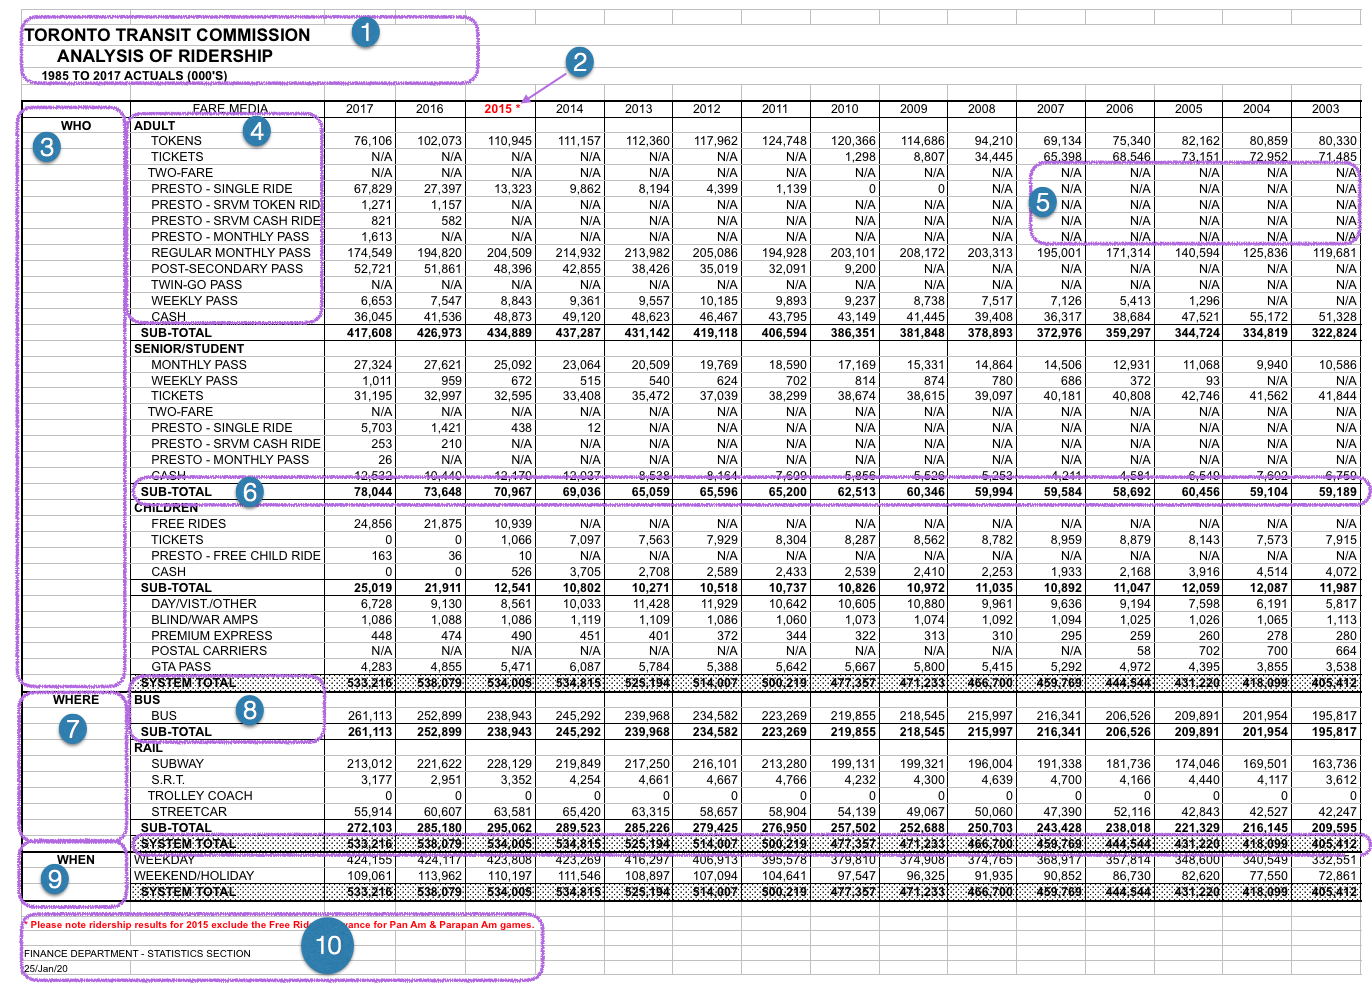 TORONTO TRANSIT COMMISSION 1
ANALYSIS OF RIDERSHIP
1985 TO 2017 ACTUALS (000'S)
2
FARE MEDIA 2017 2016 2015 * 2014 2013 2012 2011 2010 2009 2008 2007 2006 2005 2004 2003
WHO ADULT
3 4
TOKENS 76,106 102,073 110,945 111,157 112,360 117,962 124,748 120,366 114,686 94,210 69,134 75,340 82,162 80,859 80,330
TICKETS N/A N/A N/A N/A N/A N/A N/A 1,298 8,807 34,445 65,398 68,546 73,151 72,952 71,485
TWO-FARE N/A N/A N/A N/A N/A N/A N/A N/A N/A N/A N/A N/A N/A N/A N/A
PRESTO - SINGLE RIDE 67,829 27,397 13,323 9,862 8,194 4,399 1,139 0 0 N/A N/A N/A N/A N/A N/A
5
PRESTO - SRVM TOKEN RID 1,271 1,157 N/A N/A N/A N/A N/A N/A N/A N/A N/A N/A N/A N/A N/A
PRESTO - SRVM CASH RIDE 821 582 N/A N/A N/A N/A N/A N/A N/A N/A N/A N/A N/A N/A N/A
PRESTO - MONTHLY PASS 1,613 N/A N/A N/A N/A N/A N/A N/A N/A N/A N/A N/A N/A N/A N/A
REGULAR MONTHLY PASS 174,549 194,820 204,509 214,932 213,982 205,086 194,928 203,101 208,172 203,313 195,001 171,314 140,594 125,836 119,681
POST-SECONDARY PASS 52,721 51,861 48,396 42,855 38,426 35,019 32,091 9,200 N/A N/A N/A N/A N/A N/A N/A
TWIN-GO PASS N/A N/A N/A N/A N/A N/A N/A N/A N/A N/A N/A N/A N/A N/A N/A
WEEKLY PASS 6,653 7,547 8,843 9,361 9,557 10,185 9,893 9,237 8,738 7,517 7,126 5,413 1,296 N/A N/A
CASH 36,045 41,536 48,873 49,120 48,623 46,467 43,795 43,149 41,445 39,408 36,317 38,684 47,521 55,172 51,328
SUB-TOTAL 417,608 426,973 434,889 437,287 431,142 419,118 406,594 386,351 381,848 378,893 372,976 359,297 344,724 334,819 322,824
SENIOR/STUDENT
MONTHLY PASS 27,324 27,621 25,092 23,064 20,509 19,769 18,590 17,169 15,331 14,864 14,506 12,931 11,068 9,940 10,586
WEEKLY PASS 1,011 959 672 515 540 624 702 814 874 780 686 372 93 N/A N/A
TICKETS 31,195 32,997 32,595 33,408 35,472 37,039 38,299 38,674 38,615 39,097 40,181 40,808 42,746 41,562 41,844
TWO-FARE N/A N/A N/A N/A N/A N/A N/A N/A N/A N/A N/A N/A N/A N/A N/A
PRESTO - SINGLE RIDE 5,703 1,421 438 12 N/A N/A N/A N/A N/A N/A N/A N/A N/A N/A N/A
PRESTO - SRVM CASH RIDE 253 210 N/A N/A N/A N/A N/A N/A N/A N/A N/A N/A N/A N/A N/A
PRESTO - MONTHLY PASS 26 N/A N/A N/A N/A N/A N/A N/A N/A N/A N/A N/A N/A N/A N/A
CASH
SUB-TOTAL 6 78,044 73,648 70,967 69,036 65,059 65,596 65,200 62,513 60,346 59,994 59,584 58,692 60,456 59,104 59,189
CHILDREN
FREE RIDES 24,856 21,875 10,939 N/A N/A N/A N/A N/A N/A N/A N/A N/A N/A N/A N/A
TICKETS 0 0 1,066 7,097 7,563 7,929 8,304 8,287 8,562 8,782 8,959 8,879 8,143 7,573 7,915
PRESTO - FREE CHILD RIDE 163 36 10 N/A N/A N/A N/A N/A N/A N/A N/A N/A N/A N/A N/A
CASH 0 0 526 3,705 2,708 2,589 2,433 2,539 2,410 2,253 1,933 2,168 3,916 4,514 4,072
SUB-TOTAL 25,019 21,911 12,541 10,802 10,271 10,518 10,737 10,826 10,972 11,035 10,892 11,047 12,059 12,087 11,987
DAY/VIST./OTHER 6,728 9,130 8,561 10,033 11,428 11,929 10,642 10,605 10,880 9,961 9,636 9,194 7,598 6,191 5,817
BLIND/WAR AMPS 1,086 1,088 1,086 1,119 1,109 1,086 1,060 1,073 1,074 1,092 1,094 1,025 1,026 1,065 1,113
PREMIUM EXPRESS 448 474 490 451 401 372 344 322 313 310 295 259 260 278 280
POSTAL CARRIERS N/A N/A N/A N/A N/A N/A N/A N/A N/A N/A N/A 58 702 700 664
GTA PASS 4,283 4,855 5,471 6,087 5,784 5,388 5,642 5,667 5,800 5,415 5,292 4,972 4,395 3,855 3,538
SYSTEM TOTAL 533,216 538,079 534,005 534,815 525,194 514,007 500,219 477,357 471,233 466,700 459,769 444,544 431,220 418,099 405,412
WHERE BUS
7 8
BUS 261,113 252,899 238,943 245,292 239,968 234,582 223,269 219,855 218,545 215,997 216,341 206,526 209,891 201,954 195,817
SUB-TOTAL 261,113 252,899 238,943 245,292 239,968 234,582 223,269 219,855 218,545 215,997 216,341 206,526 209,891 201,954 195,817
RAIL
SUBWAY 213,012 221,622 228,129 219,849 217,250 216,101 213,280 199,131 199,321 196,004 191,338 181,736 174,046 169,501 163,736
S.R.T. 3,177 2,951 3,352 4,254 4,661 4,667 4,766 4,232 4,300 4,639 4,700 4,166 4,440 4,117 3,612
TROLLEY COACH 0 0 0 0 0 0 0 0 0 0 0 0 0 0 0
STREETCAR 55,914 60,607 63,581 65,420 63,315 58,657 58,904 54,139 49,067 50,060 47,390 52,116 42,843 42,527 42,247
SUB-TOTAL 272,103 285,180 295,062 289,523 285,226 279,425 276,950 257,502 252,688 250,703 243,428 238,018 221,329 216,145 209,595
SYSTEM TOTAL 533,216 538,079 534,005 534,815 525,194 514,007 500,219 477,357 471,233 466,700 459,769 444,544 431,220 418,099 405,412
WHEN WEEKDAY 424,155 424,117 423,808 423,269 416,297 406,913 395,578 379,810 374,908 374,765 368,917 357,814 348,600 340,549 332,551
9 WEEKEND/HOLIDAY 109,061 113,962 110,197 111,546 108,897 107,094 104,641 97,547 96,325 91,935 90,852 86,730 82,620 77,550 72,861
SYSTEM TOTAL 533,216 538,079 534,005 534,815 525,194 514,007 500,219 477,357 471,233 466,700 459,769 444,544 431,220 418,099 405,412
* Please note ridership results for 2015 exclude the Free for Pan Am & Parapan Am games.
10
FINANCE DEPARTMENT - STATISTICS SECTION
25/Jan/20